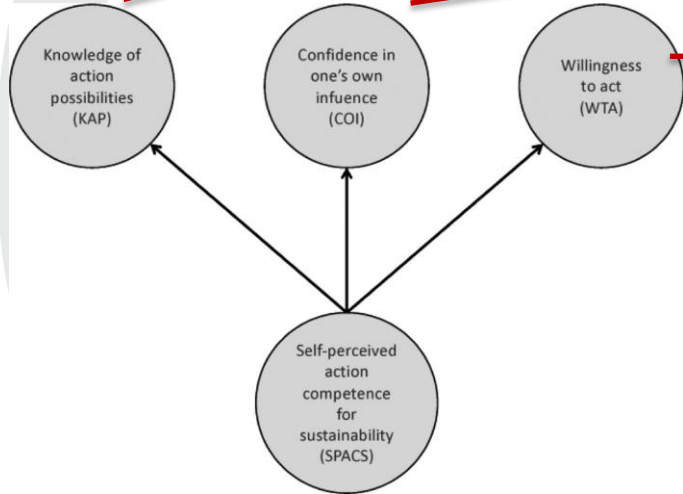 Knowledge of
action
possibilities
(KAP)
Confidence in
one's own
infuence
(COI)
Willingness
to act
(WTA)
Self-perceived
action
competence
for
sustainability
(SPACS)